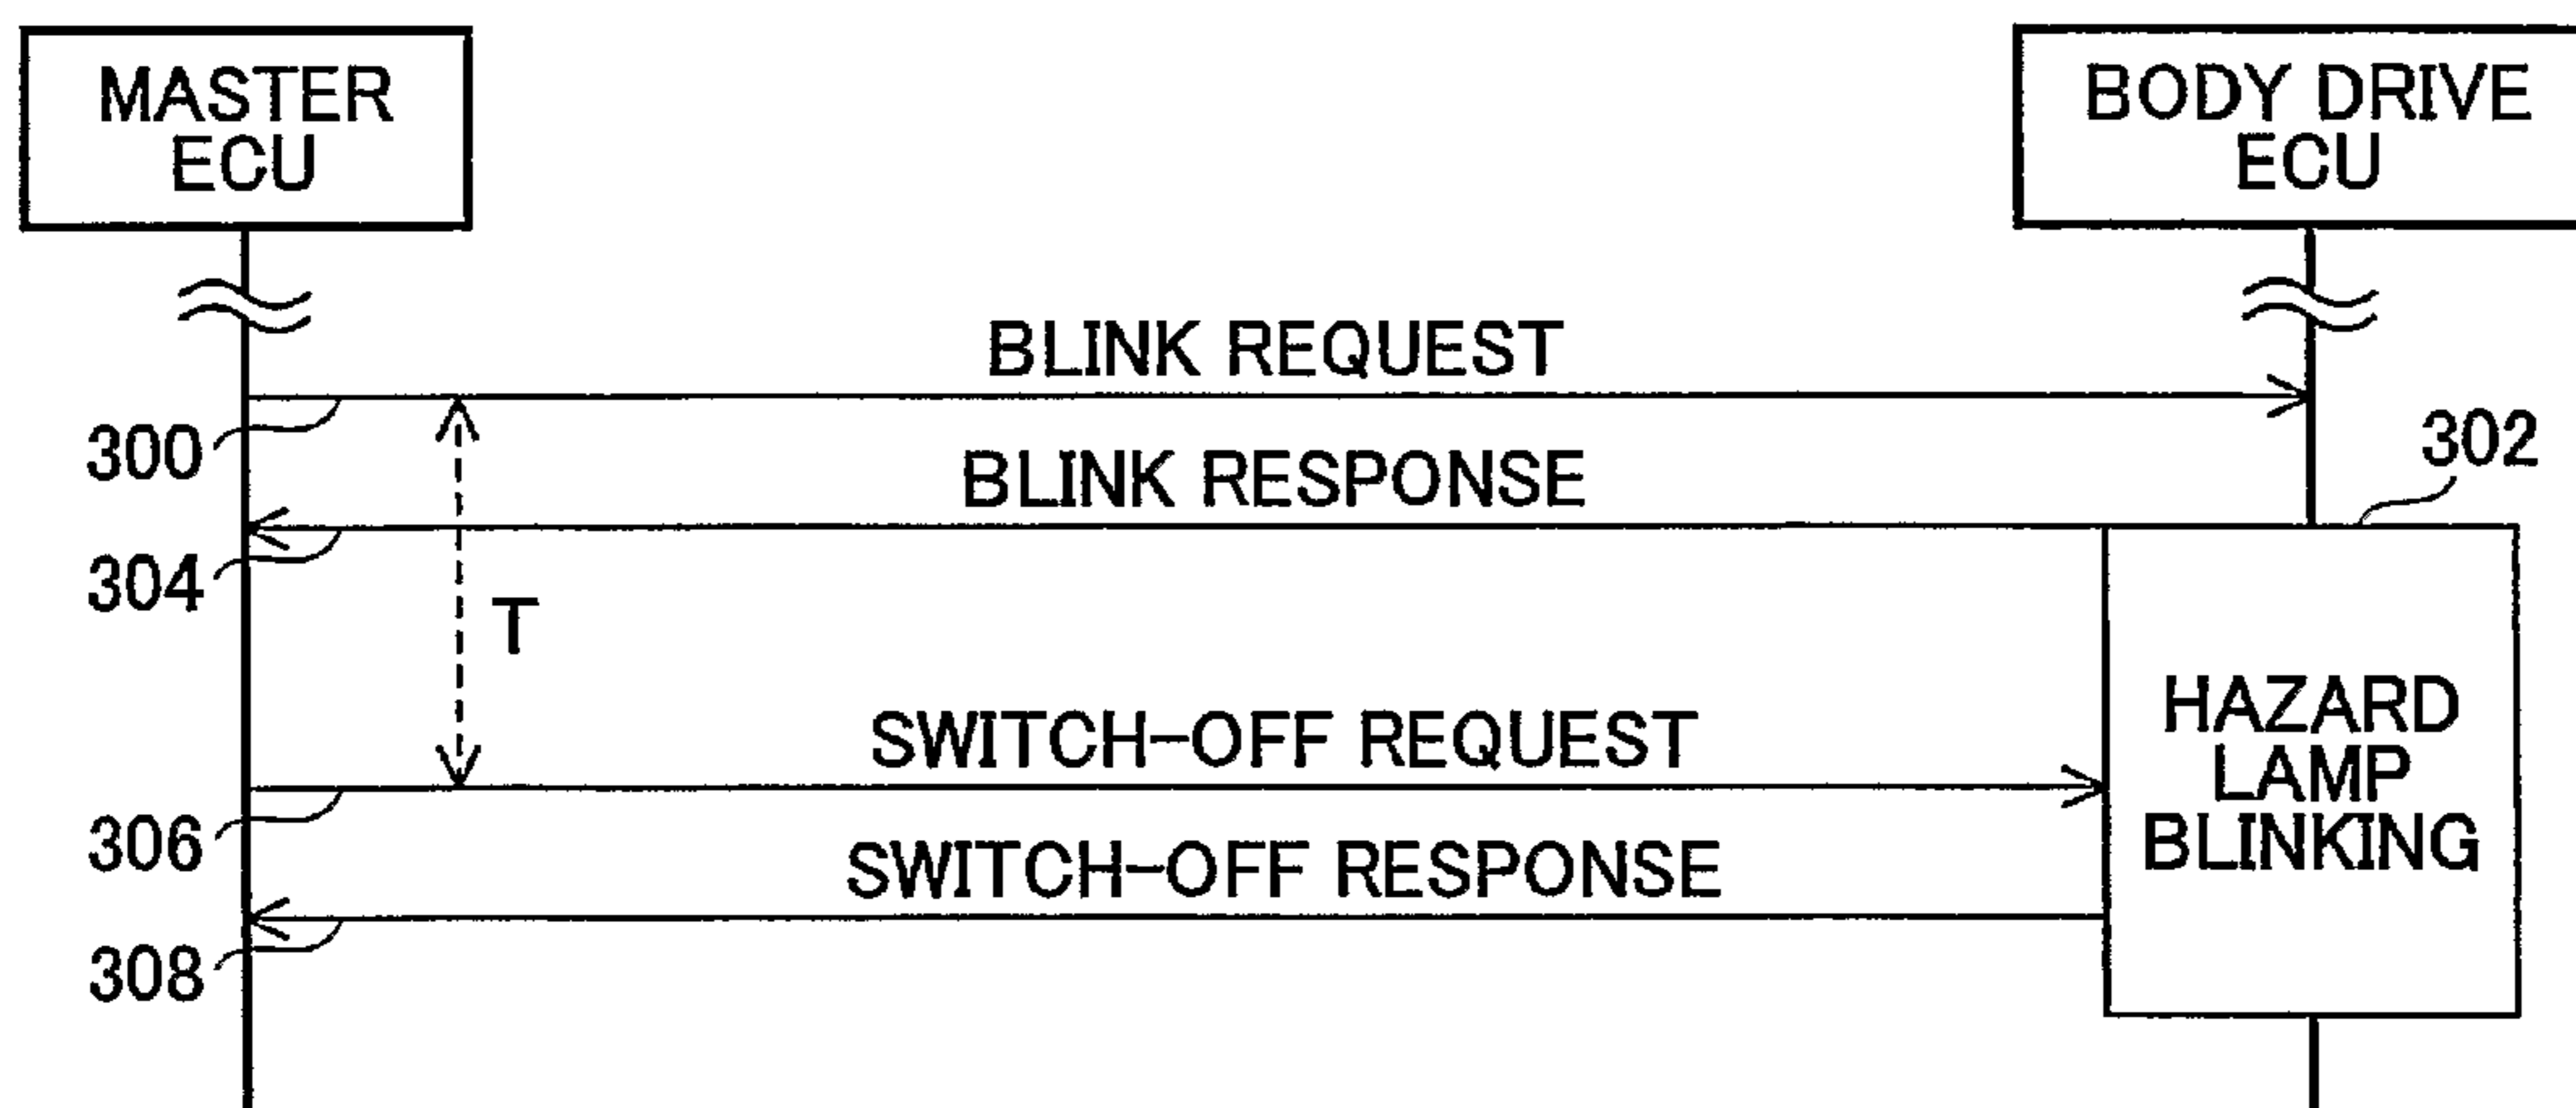 MASTER
ECU
BODY DRIVE
ECU
BLINK REQUEST
300
302
BLINK RESPONSE
304
T
SWITCH-OFF REQUEST
HAZARD
LAMP
BLINKING
306
SWITCH-OFF RESPONSE
308